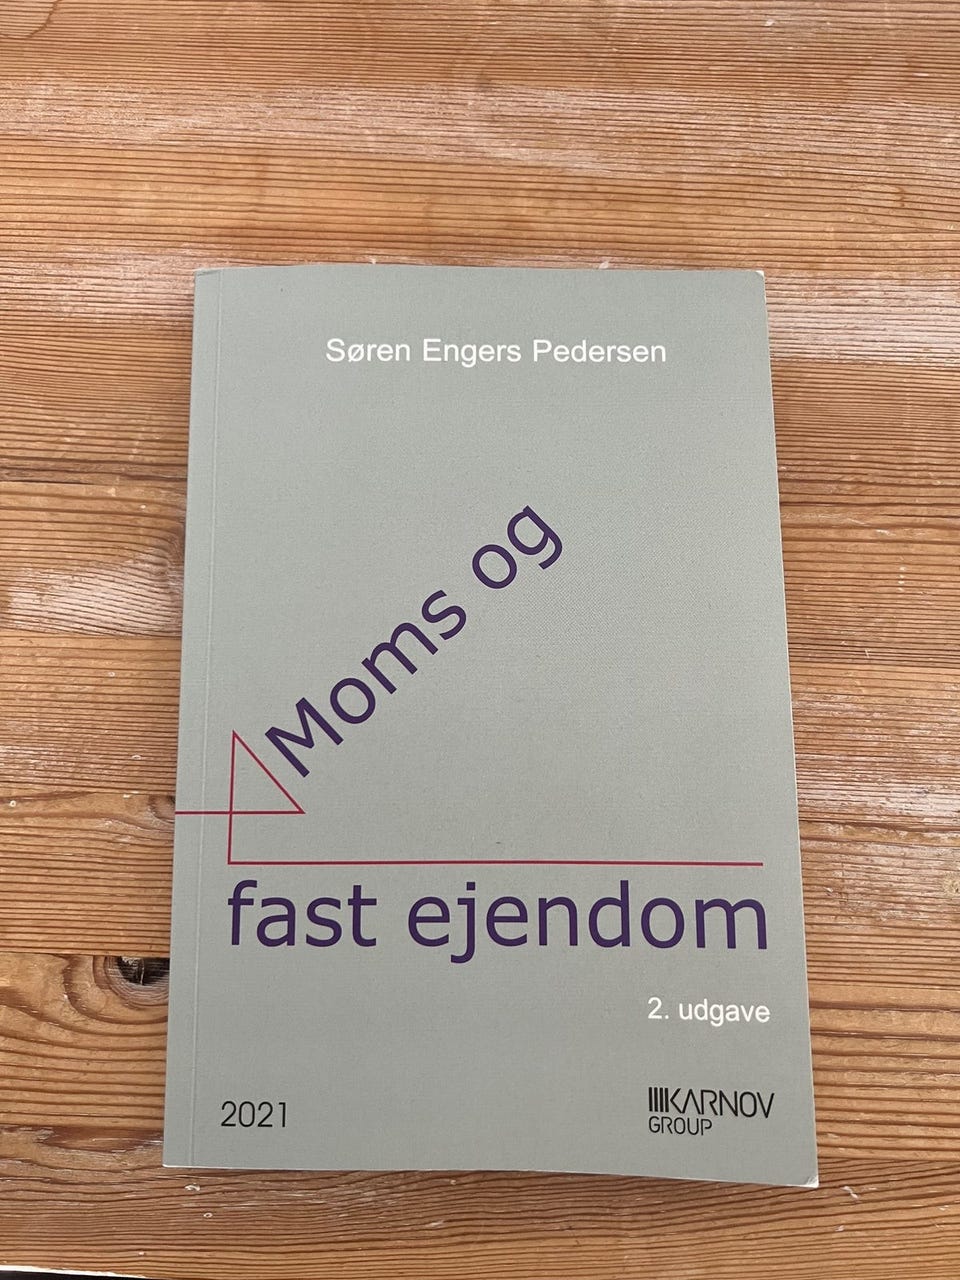 Søren Engers Pedersen
Moms og
fast ejendom
2. udgave
2021
KARNOV
GROUP